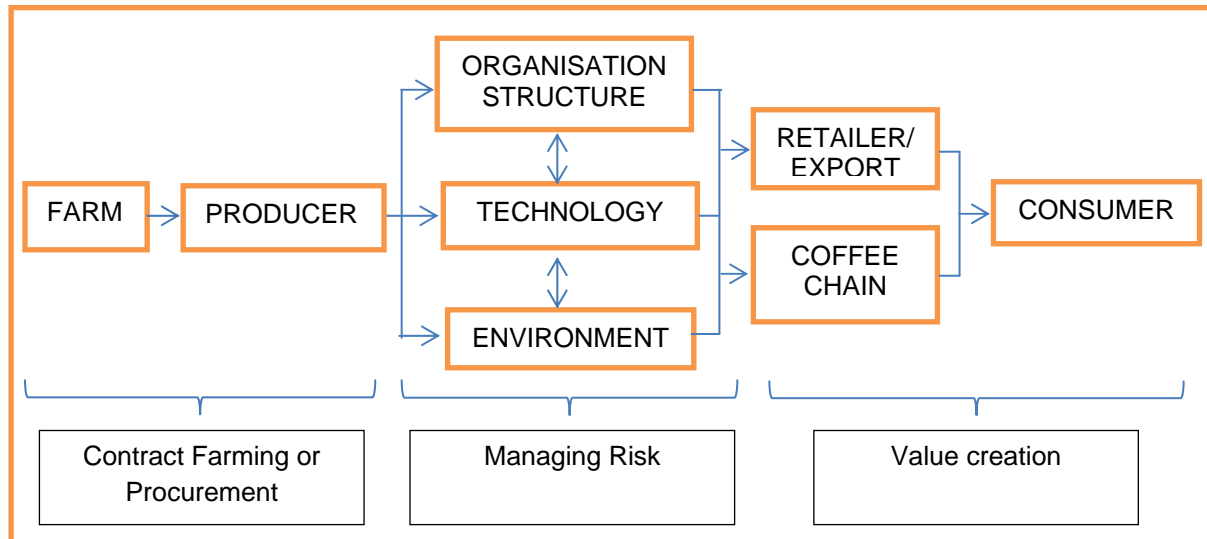 ORGANISATION
STRUCTURE
RETAILER/
EXPORT
FARM
PRODUCER
TECHNOLOGY
CONSUMER
COFFEE
CHAIN
ENVIRONMENT
Contract Farming or
Procurement
Managing Risk
Value creation